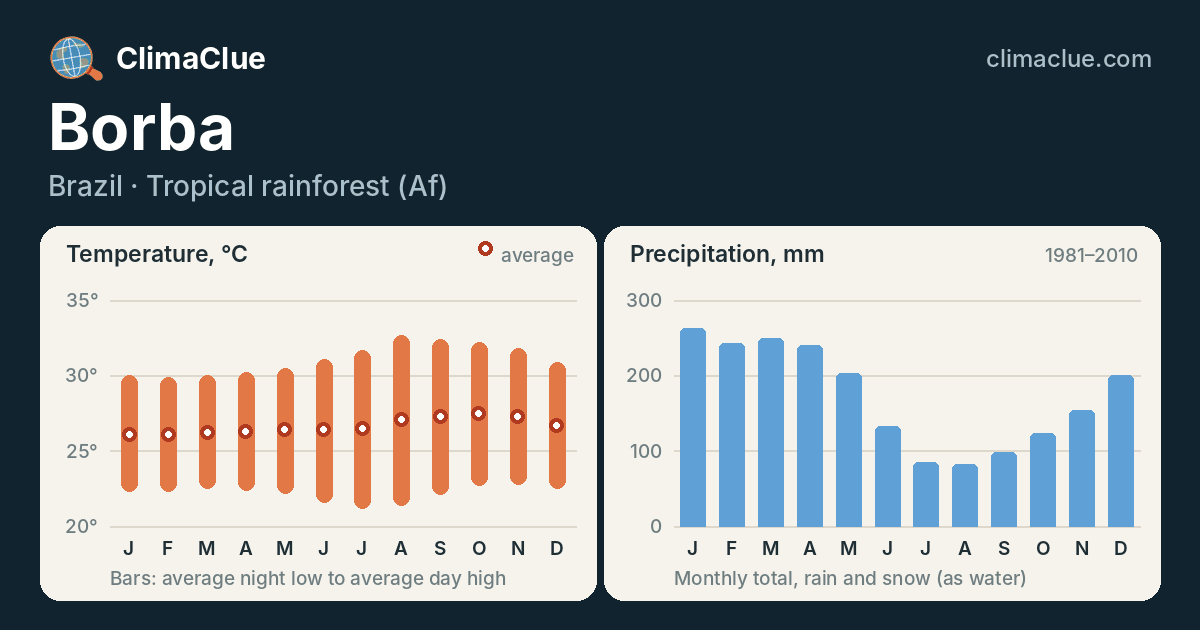 ClimaClue
climaclue.com
Borba
Brazil · Tropical rainforest (Af)
Temperature, °C
average
35°
30°
25°
20°
J F M A M J J A S O N D
Bars: average night low to average day high
Precipitation, mm
1981–2010
300
200
100
0
J F M A M J J A S O N D
Monthly total, rain and snow (as water)